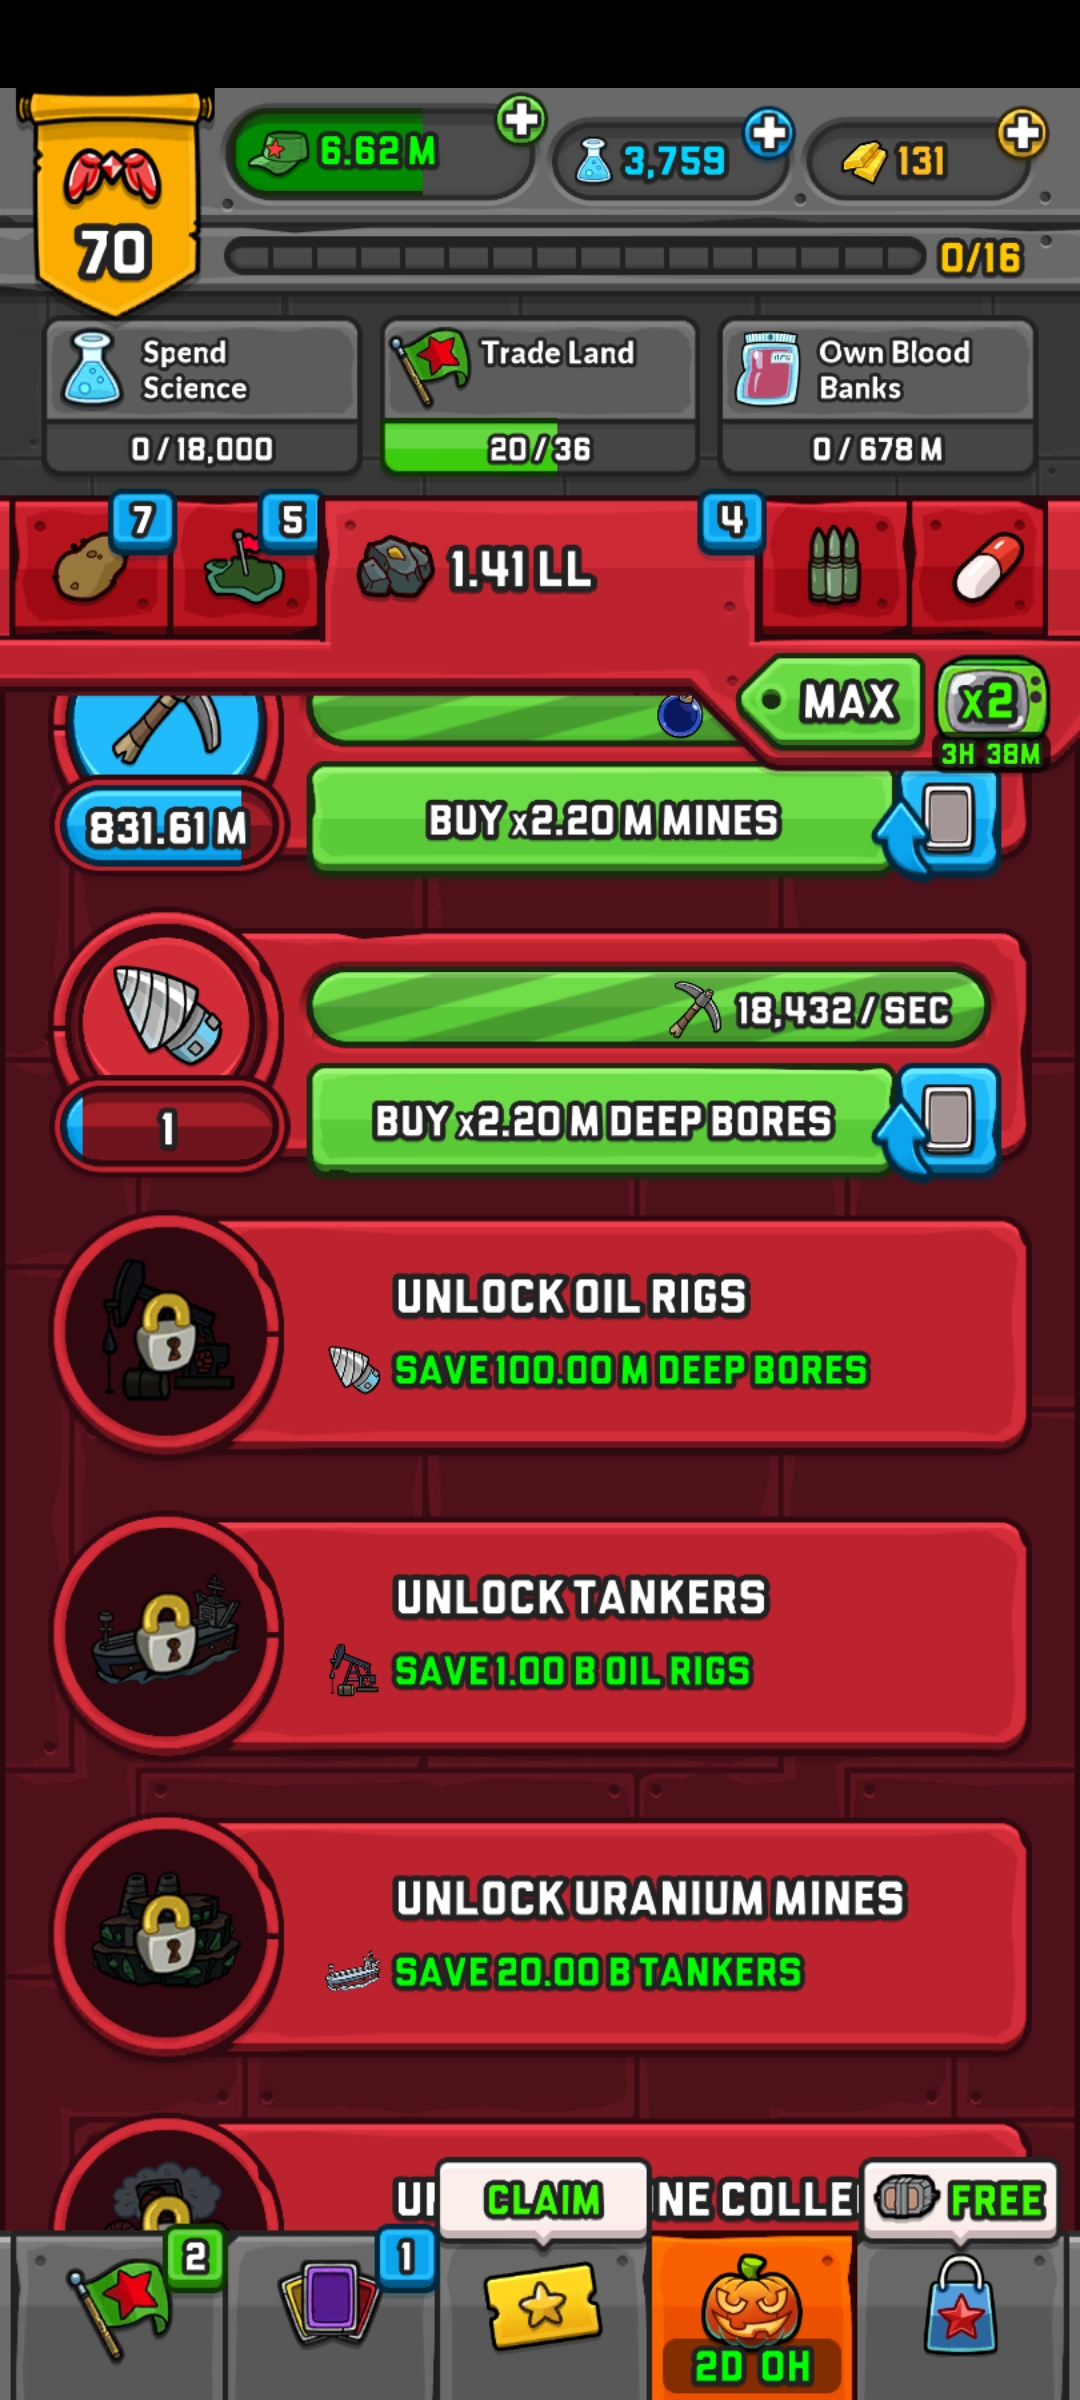 6.62 M
3,759
131
70
0/16
Spend
Science
Trade Land
Own Blood
Banks
0 / 18,000
20 / 36
0 / 678 M
7
5
1.41 LL
4
MAX
x2
3H 38M
831.61 M
BUY x2.20 M MINES
18,432 / SEC
1
BUY x2.20 M DEEP BORES
UNLOCK OIL RIGS
SAVE 100.00 M DEEP BORES
UNLOCK TANKERS
SAVE 1.00 B OIL RIGS
UNLOCK URANIUM MINES
SAVE 20.00 B TANKERS
CLAIM
FREE
2
1
2D 0H